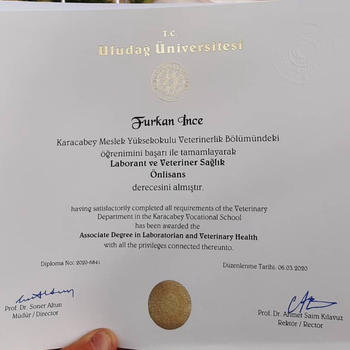 T.C.
Uludağ Üniversitesi
Furkan İnce
Karacabey Meslek Yüksekokulu Veterinerlik Bölümündeki
öğrenimini başarı ile tamamlayarak
Laborant ve Veteriner Sağlık
Önlisans
derecesini almıştır.
having satisfactorily completed all requirements of the Veterinary
Department in the Karacabey Vocational School
has been awarded the
Associate Degree in Laboratorian and Veterinary Health
with all the privileges connected thereunto.
Diploma No: 2020-6841
Düzenlenme Tarihi: 06.03.2020
Prof. Dr. Soner Altun
Müdür / Director
Prof. Dr. Ahmet Saim Kılavuz
Rektör / Rector